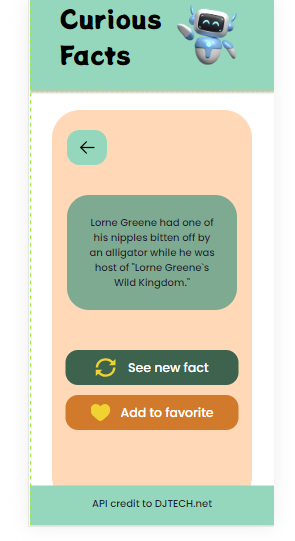 Curious
Facts
Lorne Greene had one of
his nipples bitten off by
an alligator while he was
host of "Lorne Greene`s
Wild Kingdom."
See new fact
Add to favorite
API credit to DJTECH.net